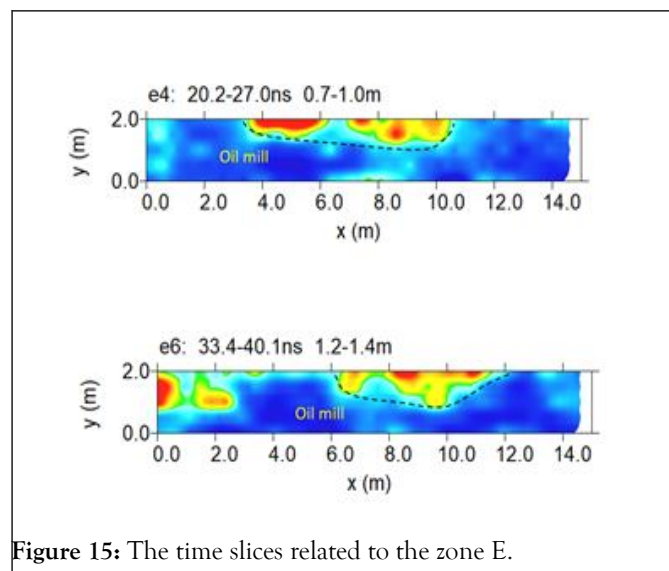 e4: 20.2-27.0ns 0.7-1.0m
2.0
y (m)
Oil mill
0.0
0.0 2.0 4.0 6.0 8.0 10.0 12.0 14.0
x (m)
e6: 33.4-40.1ns 1.2-1.4m
2.0
y (m)
Oil mill
0.0
0.0 2.0 4.0 6.0 8.0 10.0 12.0 14.0
x (m)
Figure 15: The time slices related to the zone E.